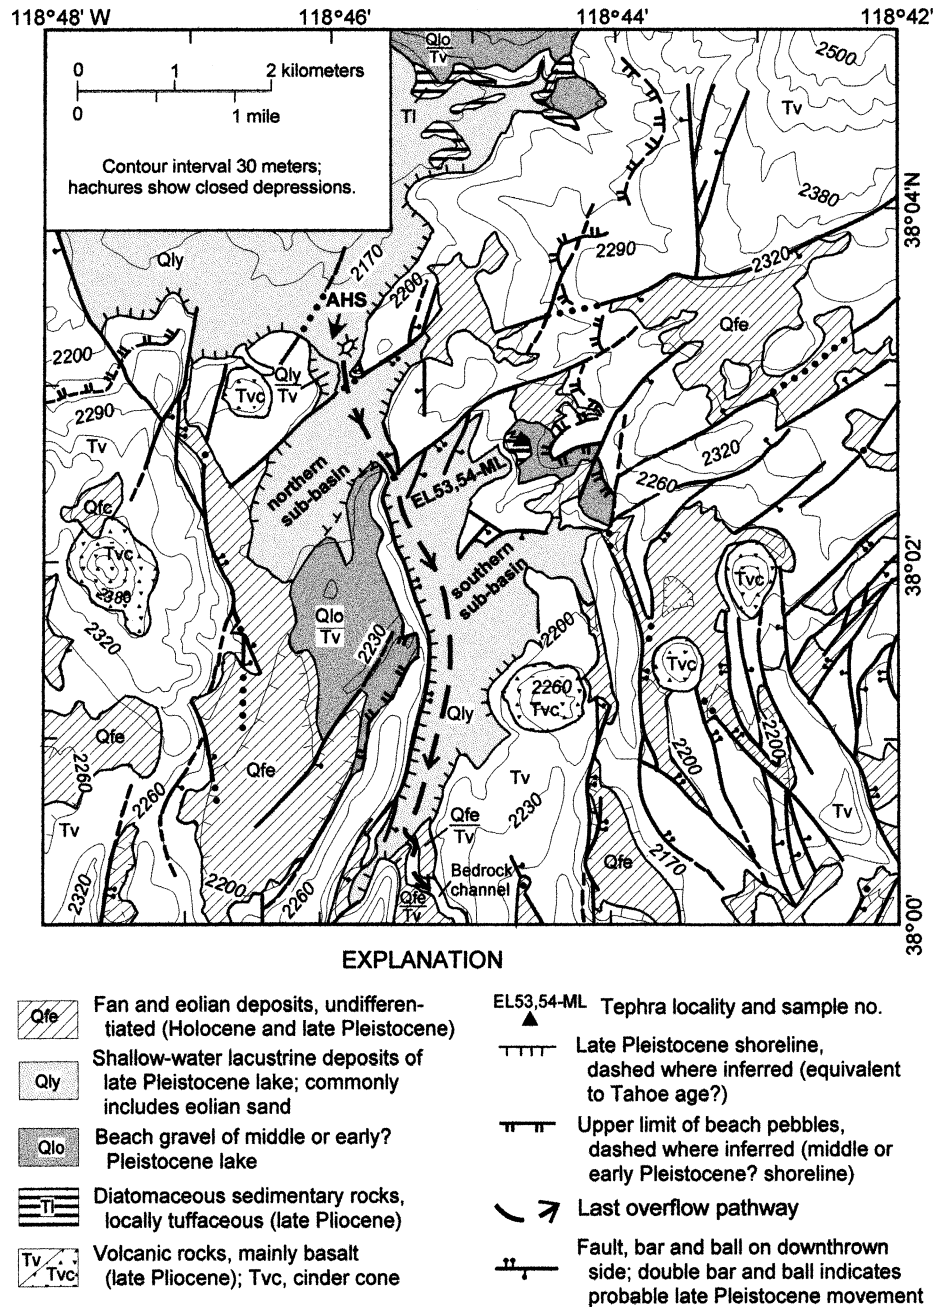 118°48' W 118°46' 118°44' 118°42'
0 1 2 kilometers
0 1 mile
Contour interval 30 meters;
hachures show closed depressions.
Qlo
Tv
Tl
2500
Tv
2380
38°04'N
2290
2320
Qly
2170
2200
AHS
Qfe
2200
Qly
Tv
Tvc
2290
Tv
northern
sub-basin
EL53,54-ML
2320
2260
Qfc
Tvc
2380
southern
sub-basin
Tvc
38°02'
2320
Qlo
Tv
2230
2200
Tvc
2260
Tvc
Qly
Qfe
2260
Qfe
2200
2200
2260
Tv
2230
Tv
Tv
Qfe
Tv
2320
2200
2260
Bedrock
channel
Qfe
Tv
Qfe
2170
38°00'
EXPLANATION
Qfe
Fan and eolian deposits, undifferen-
tiated (Holocene and late Pleistocene)
Qly
Shallow-water lacustrine deposits of
late Pleistocene lake; commonly
includes eolian sand
Qlo
Beach gravel of middle or early?
Pleistocene lake
Tl
Diatomaceous sedimentary rocks,
locally tuffaceous (late Pliocene)
Tv
Tvc
Volcanic rocks, mainly basalt
(late Pliocene); Tvc, cinder cone
EL53,54-ML
Tephra locality and sample no.
Late Pleistocene shoreline,
dashed where inferred (equivalent
to Tahoe age?)
Upper limit of beach pebbles,
dashed where inferred (middle or
early Pleistocene? shoreline)
Last overflow pathway
Fault, bar and ball on downthrown
side; double bar and ball indicates
probable late Pleistocene movement